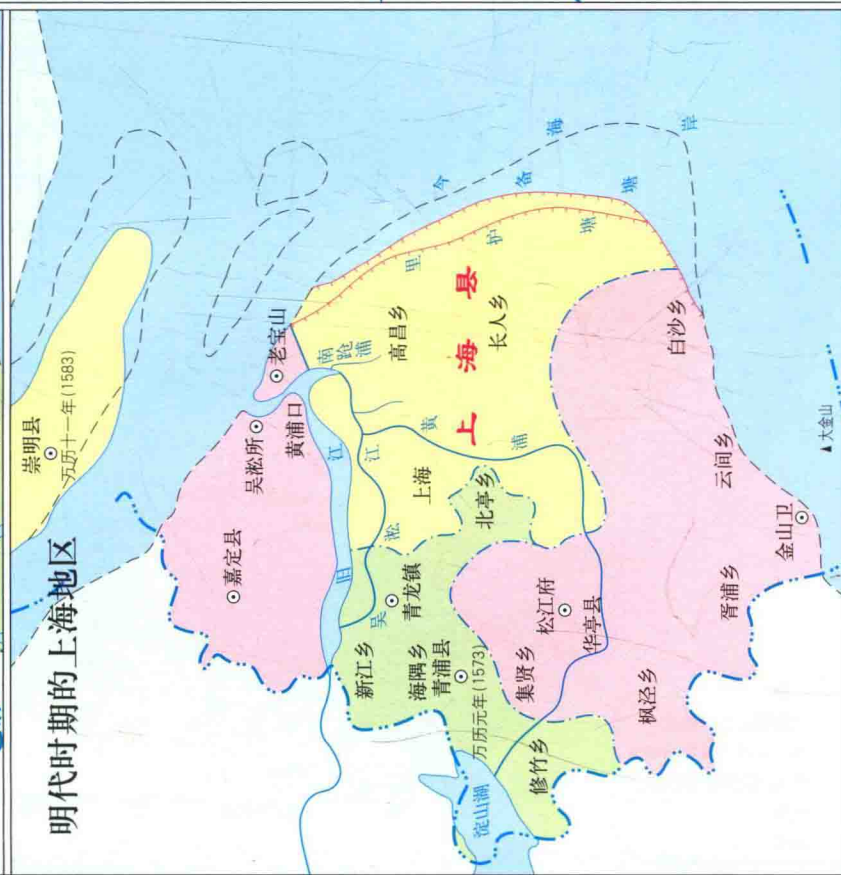 明代时期的上海地区
崇明县
万历十一年(1583)
老宝山
吴淞所
黄浦口
嘉定县
南跄浦
高昌乡
里护塘
今备塘
海岸
上海县
长人乡
旧江
吴淞江
黄浦
上海
北亭乡
青龙镇
新江乡
海隅乡
青浦县
万历元年(1573)
集贤乡
松江府
华亭县
白沙乡
云间乡
大金山
金山卫
胥浦乡
枫泾乡
修竹乡
淀山湖